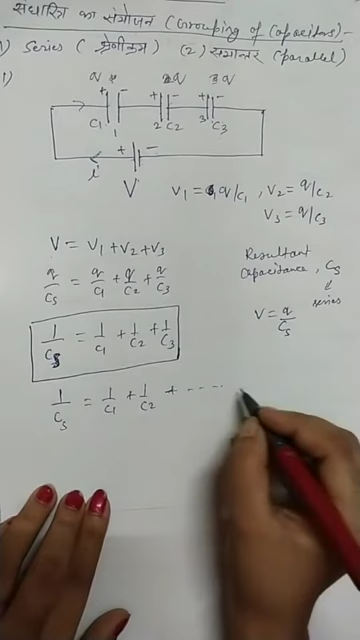 संधारित्र का संयोजन (Grouping of Capacitors)-
1) Series (श्रेणीक्रम) (2) समान्तर (parallel)
1)
q q q
+ - + - + -
C1 1 2 C2 3 C3
+ -
i
V
V1 = q/C1 , V2 = q/C2
V3 = q/C3
V = V1 + V2 + V3
q/Cs = q/C1 + q/C2 + q/C3
1/Cs = 1/C1 + 1/C2 + 1/C3
1/Cs = 1/C1 + 1/C2 + -----
Resultant
Capacitance, Cs
series
V = q/Cs